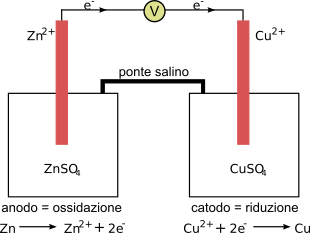 e⁻ V e⁻
Zn²⁺ Cu²⁺
ponte salino
ZnSO₄ CuSO₄
anodo = ossidazione catodo = riduzione
Zn ⟶ Zn²⁺ + 2e⁻ Cu²⁺ + 2e⁻ ⟶ Cu